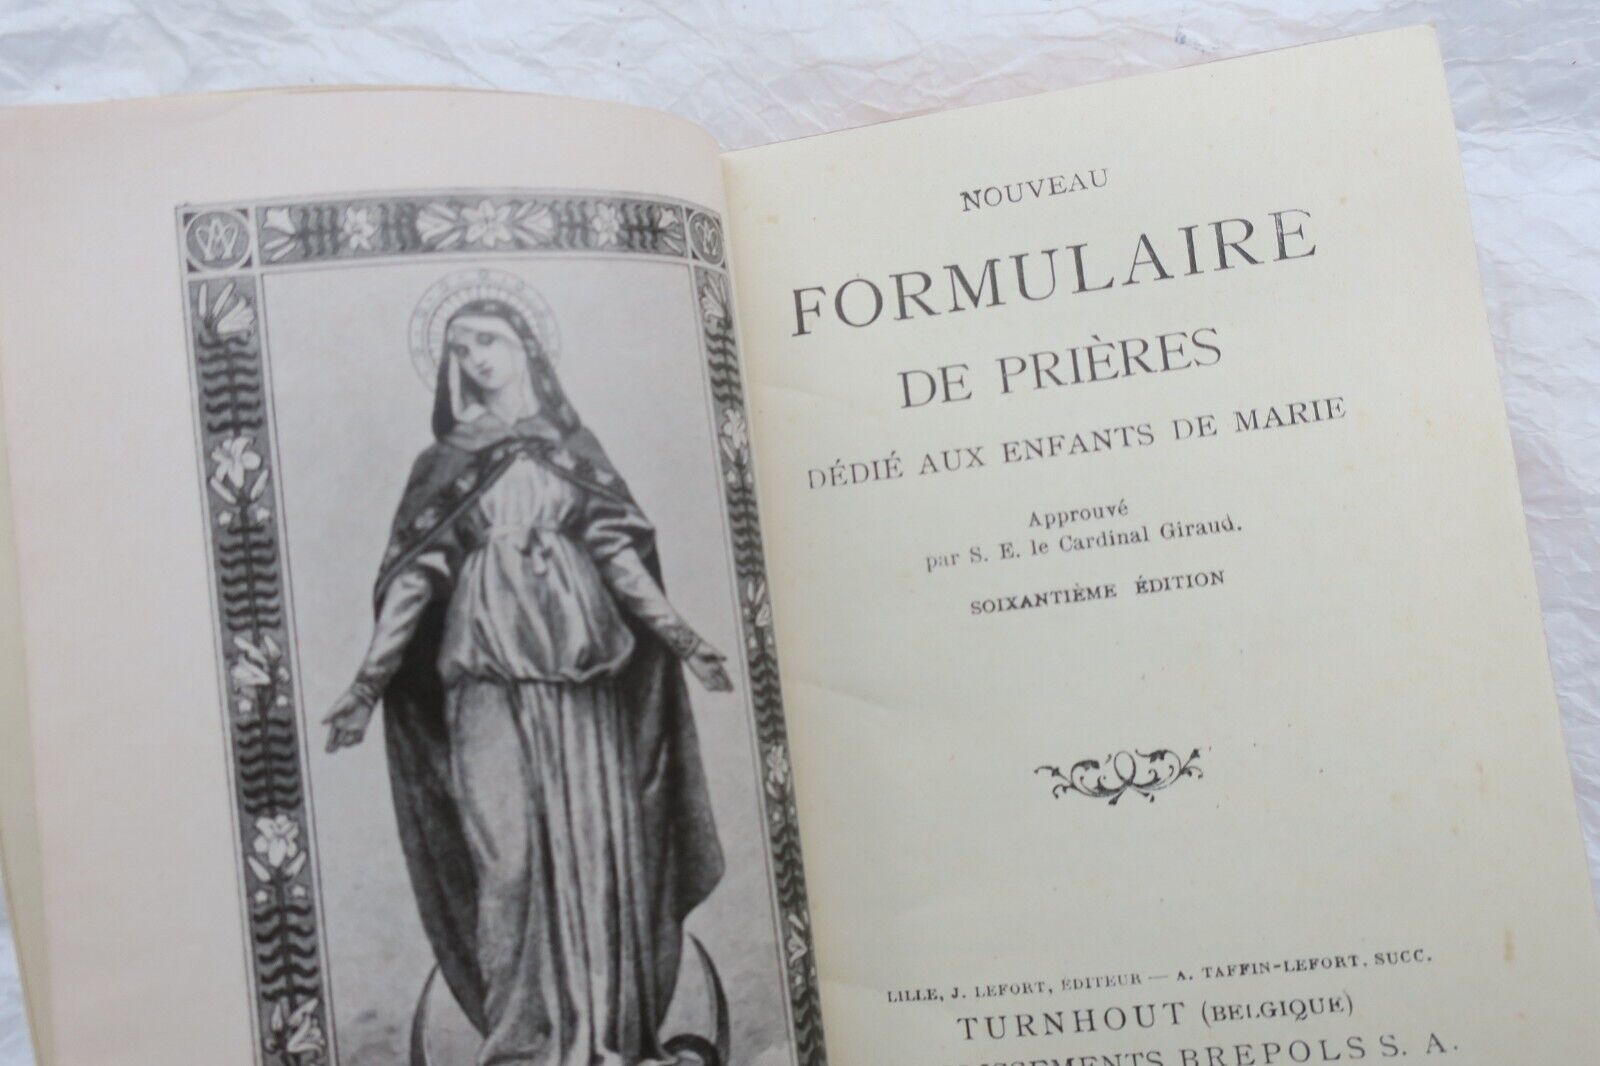 NOUVEAU
FORMULAIRE
DE PRIÈRES
DÉDIÉ AUX ENFANTS DE MARIE
Approuvé
par S. E. le Cardinal Giraud.
SOIXANTIÈME ÉDITION
LILLE, J. LEFORT, ÉDITEUR — A. TAFFIN-LEFORT, SUCC.
TURNHOUT (BELGIQUE)
BREPOLS S. A.